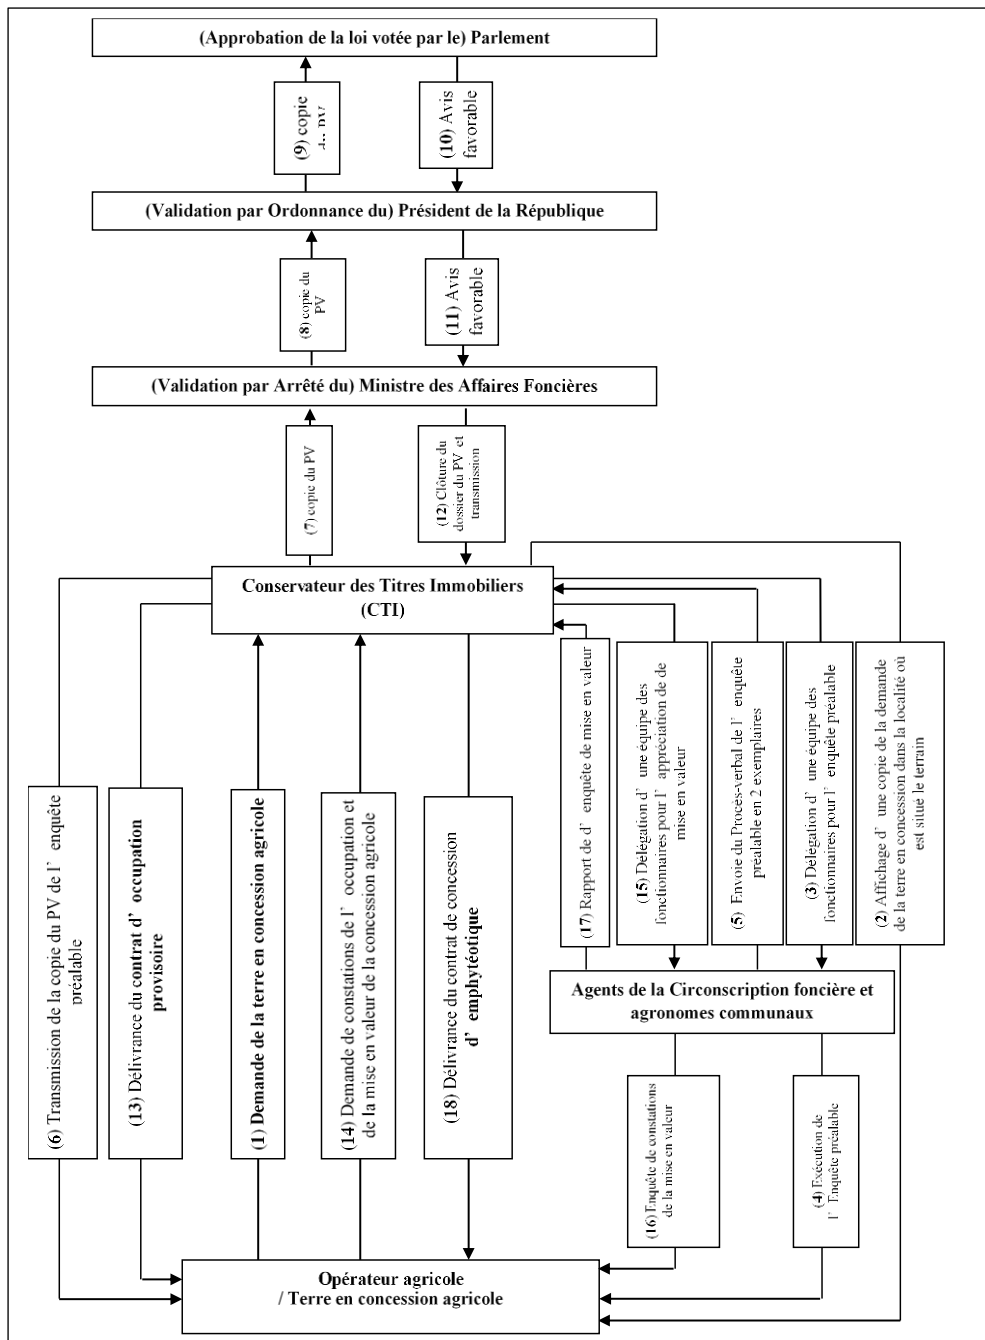 (Approbation de la loi votée par le) Parlement
(9) copie
du PV
(10) Avis
favorable
(Validation par Ordonnance du) Président de la République
(8) copie du
PV
(11) Avis
favorable
(Validation par Arrêté du) Ministre des Affaires Foncières
(7) copie du PV
(12) Clôture du
dossier du PV et
transmission
Conservateur des Titres Immobiliers
(CTI)
(6) Transmission de la copie du PV de l' enquête
préalable
(13) Délivrance du contrat d' occupation
provisoire
(1) Demande de la terre en concession agricole
(14) Demande de constations de l' occupation et
de la mise en valeur de la concession agricole
(18) Délivrance du contrat de concession
d' emphytéotique
(17) Rapport de d' enquête de mise en valeur
(15) Délégation d' une équipe des
fonctionnaires pour l' appréciation de de
mise en valeur
(5) Envoie du Procès-verbal de l' enquête
préalable en 2 exemplaires
(3) Délégation d' une équipe des
fonctionnaires pour l' enquête préalable
(2) Affichage d' une copie de la demande
de la terre en concession dans la localité où
est situé le terrain
Agents de la Circonscription foncière et
agronomes communaux
(16) Enquête de constations
de la mise en valeur
(4) Exécution de
l' Enquête préalable
Opérateur agricole
/ Terre en concession agricole